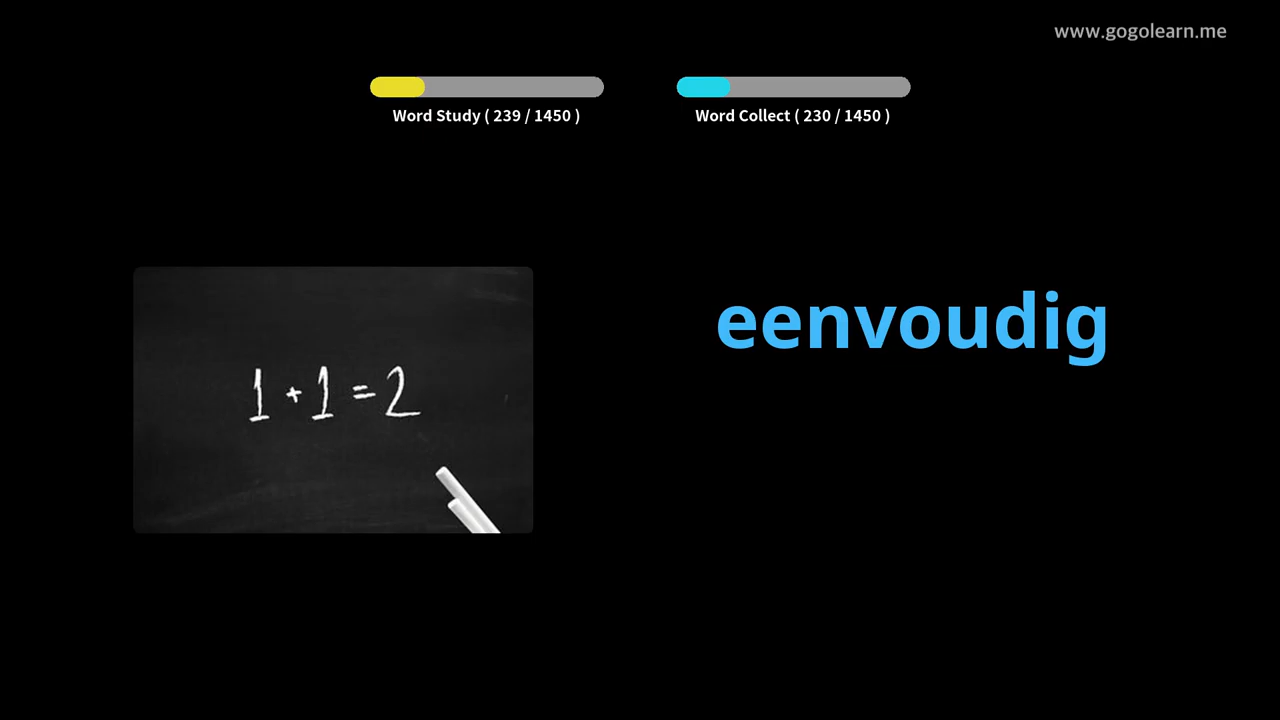 www.gogolearn.me
Word Study ( 239 / 1450 )
Word Collect ( 230 / 1450 )
eenvoudig
1 + 1 = 2